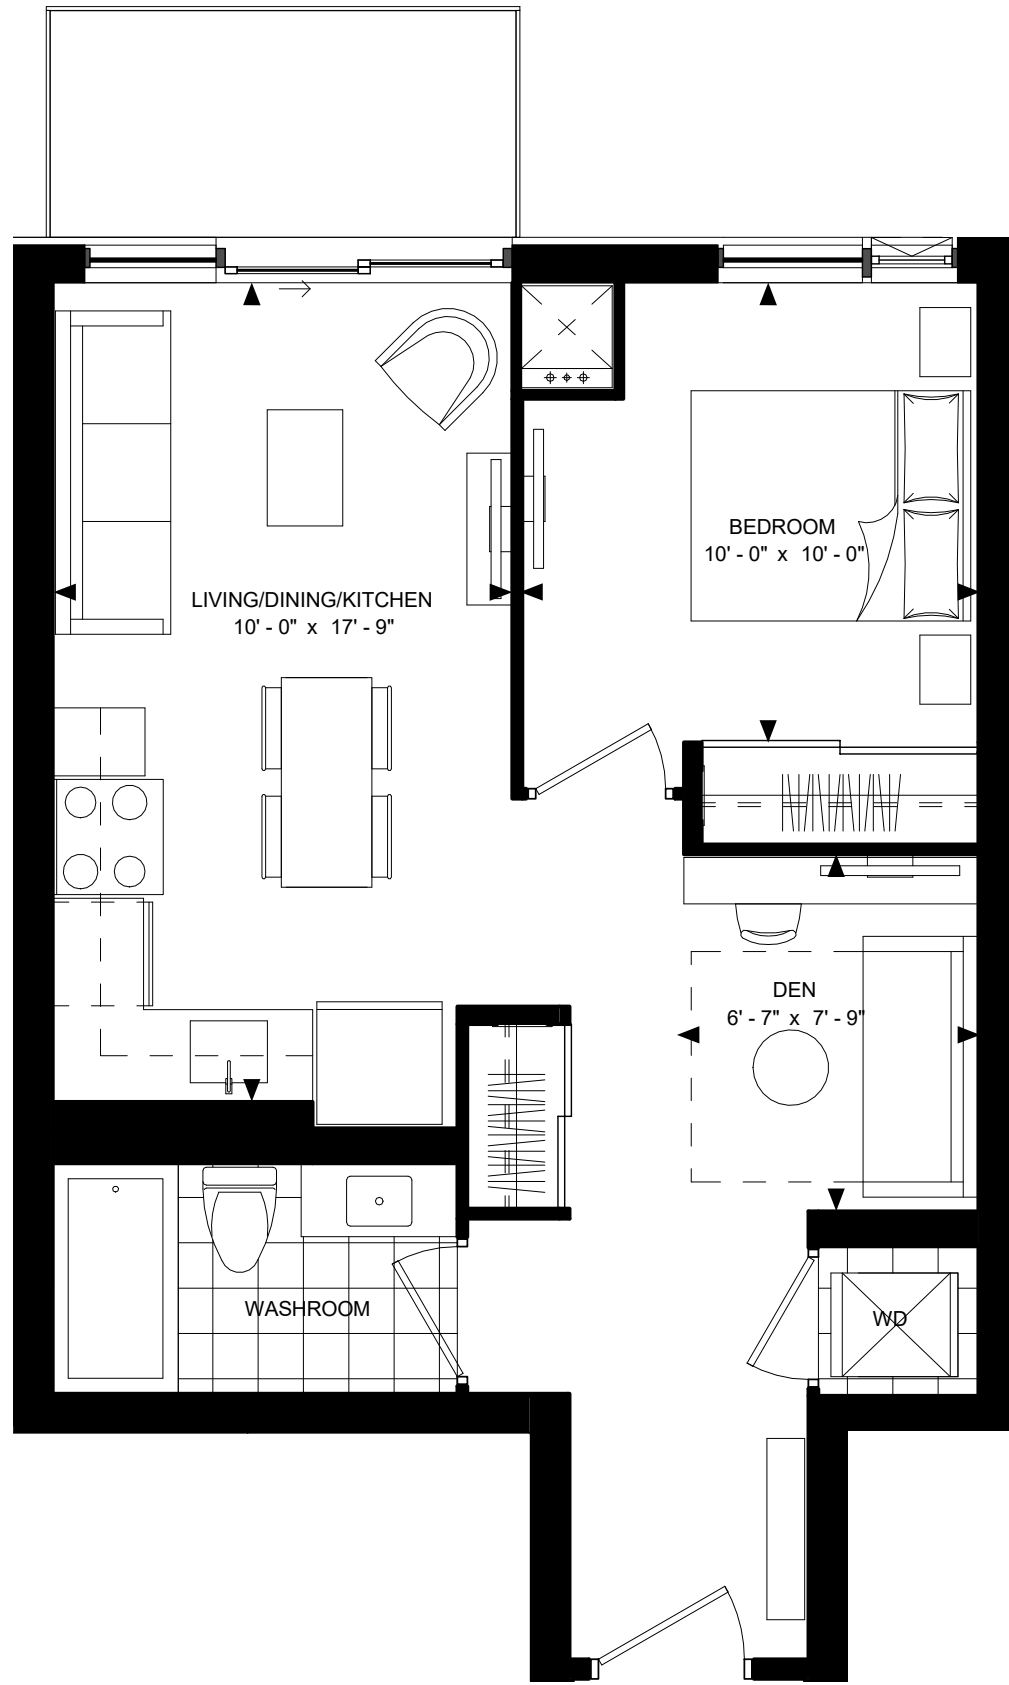 BEDROOM
10' - 0" x 10' - 0"
LIVING/DINING/KITCHEN
10' - 0" x 17' - 9"
DEN
6' - 7" x 7' - 9"
WASHROOM
WD